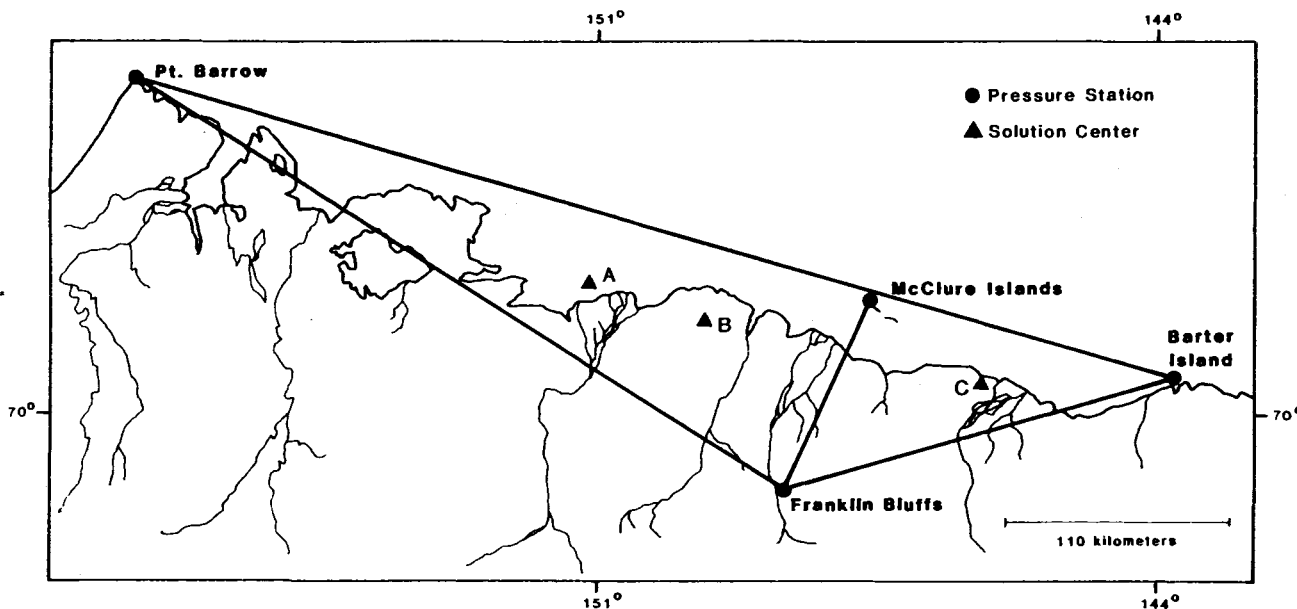 151°
144°
Pt. Barrow
Pressure Station
Solution Center
A
McClure Islands
B
Barter
Island
C
70°
70°
Franklin Bluffs
110 kilometers
151°
144°